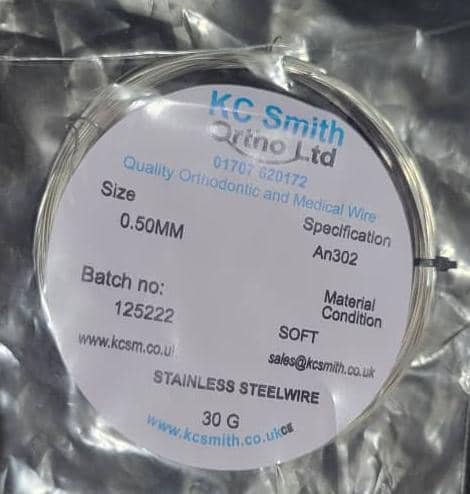 KC Smith
Ortho Ltd
01707 620172
Quality Orthodontic and Medical Wire
Size
0.50MM
Specification
An302
Batch no:
125222
Material
Condition
SOFT
www.kcsm.co.u
sales@kcsmith.co.uk
STAINLESS STEELWIRE
30 G
www.kcsmith.co.uk
CE